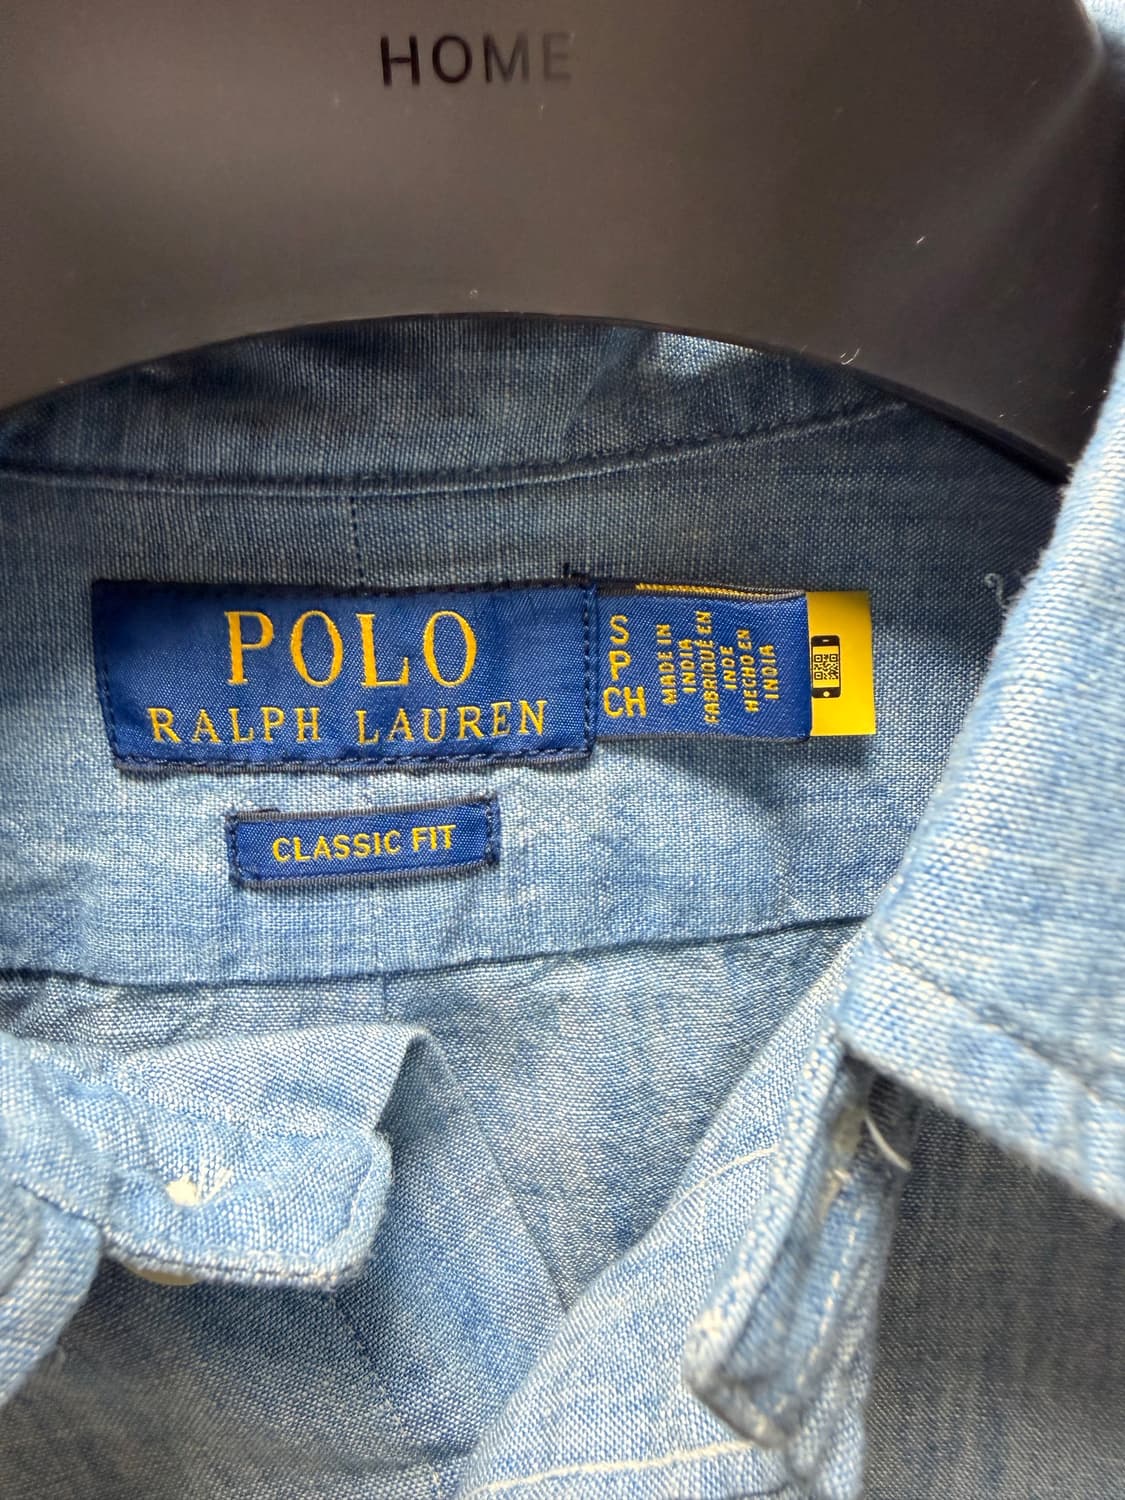 HOME
POLO
RALPH LAUREN
S
P
CH
MADE IN
INDIA
FABRIQUÉ EN
INDE
HECHO EN
INDIA
CLASSIC FIT